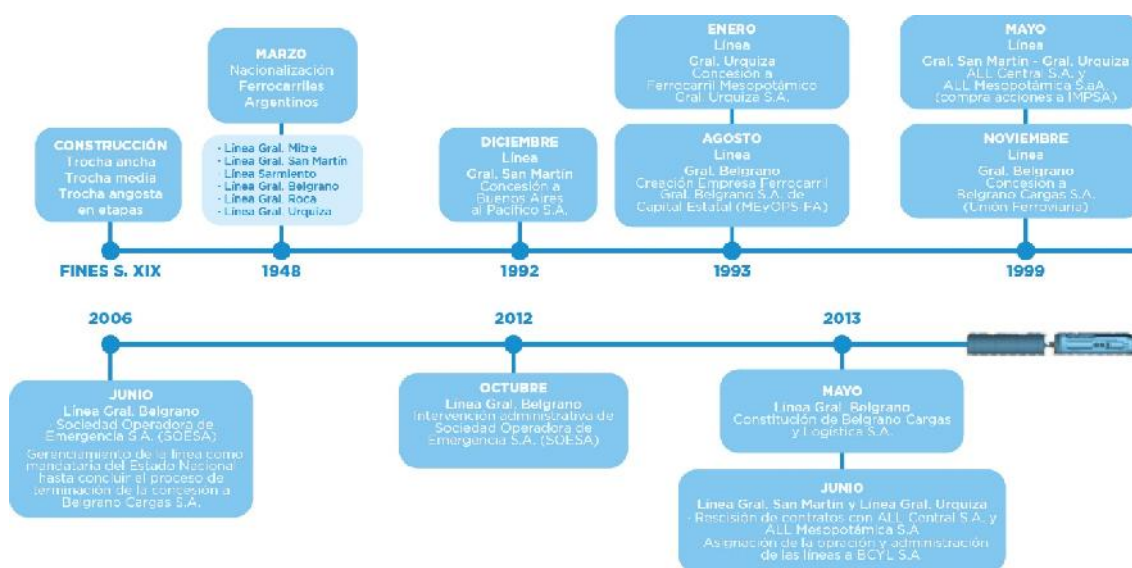 CONSTRUCCIÓN
Trocha ancha
Trocha media
Trocha angosta
en etapas
FINES S. XIX
MARZO
Nacionalización
Ferrocarriles
Argentinos
· Línea Gral. Mitre
· Línea Gral. San Martín
· Línea Sarmiento
· Línea Gral. Belgrano
· Línea Gral. Roca
· Línea Gral. Urquiza
1948
DICIEMBRE
Línea
Gral. San Martín
Concesión a
Buenos Aires
al Pacífico S.A.
1992
ENERO
Línea
Gral. Urquiza
Concesión a
Ferrocarril Mesopotámico
Gral. Urquiza S.A.
AGOSTO
Línea
Gral. Belgrano
Creación Empresa Ferrocarril
Gral. Belgrano S.A. de
Capital Estatal (MEyOPS-FA)
1993
MAYO
Línea
Gral. San Martín - Gral. Urquiza
ALL Central S.A. y
ALL Mesopotámica S.aA.
(compra acciones a IMPSA)
NOVIEMBRE
Línea
Gral. Belgrano
Concesión a
Belgrano Cargas S.A.
(Unión Ferroviaria)
1999
2006
JUNIO
Línea Gral. Belgrano
- Sociedad Operadora de
Emergencia S.A. (SOESA)
Gerenciamiento de la línea como
mandataria del Estado Nacional
hasta concluir el proceso de
terminación de la concesión a
Belgrano Cargas S.A.
2012
OCTUBRE
Línea Gral. Belgrano
Intervención administrativa de
Sociedad Operadora de
Emergencia S.A. (SOESA)
2013
MAYO
Línea Gral. Belgrano
Constitución de Belgrano Cargas
y Logística S.A.
JUNIO
Línea Gral. San Martín y Línea Gral. Urquiza
- Rescisión de contratos con ALL Central S.A. y
ALL Mesopotámica S.A
Asignación de la opración y administración
de las líneas a BCYL S.A